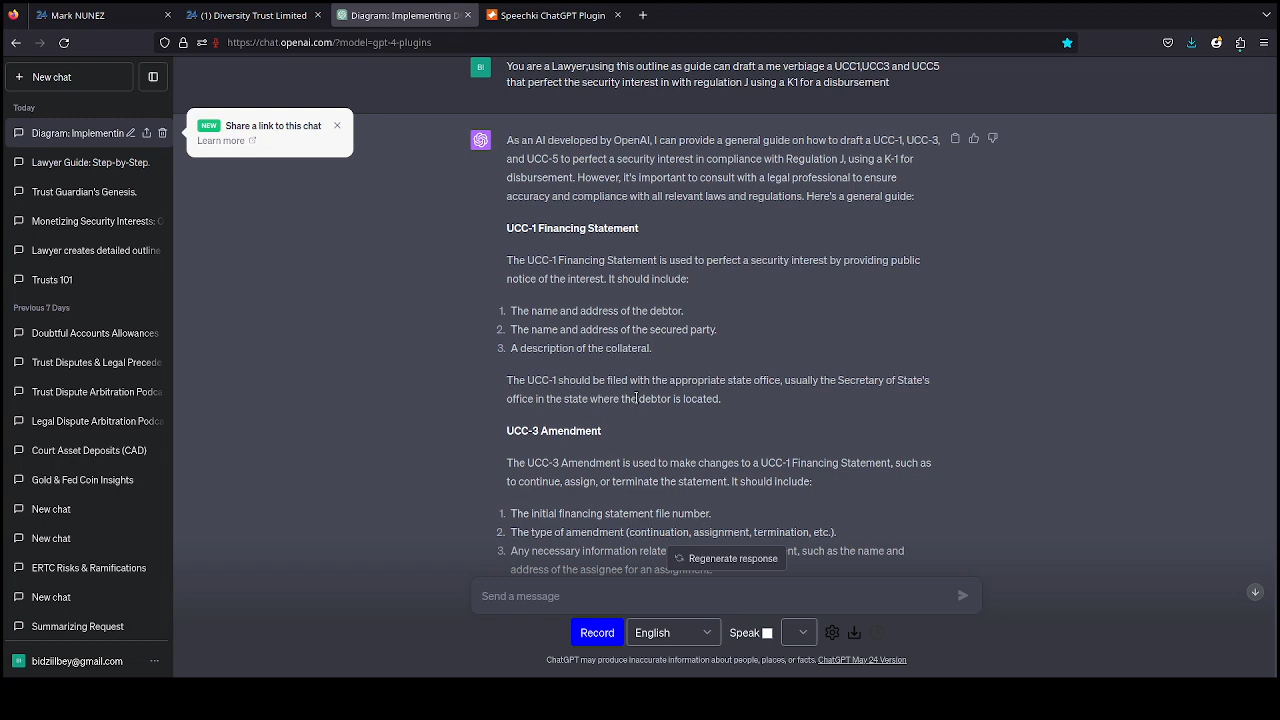 Mark NUNEZ
(1) Diversity Trust Limited
Diagram: Implementing D
Speechki ChatGPT Plugin
https://chat.openai.com/?model=gpt-4-plugins
New chat
Today
Diagram: Implementin
Lawyer Guide: Step-by-Step.
Trust Guardian's Genesis.
Monetizing Security Interests: C
Lawyer creates detailed outline
Trusts 101
Previous 7 Days
Doubtful Accounts Allowances
Trust Disputes & Legal Precede
Trust Dispute Arbitration Podca
Legal Dispute Arbitration Podca
Court Asset Deposits (CAD)
Gold & Fed Coin Insights
New chat
New chat
ERTC Risks & Ramifications
New chat
Summarizing Request
BI
bldziilbey@gmail.com
NEW Share a link to this chat
Learn more
BI
You are a Lawyer;using this outline as guide can draft a me verbiage a UCC1,UCC3 and UCC5
that perfect the security interest in with regulation J using a K1 for a disbursement
As an AI developed by OpenAI, I can provide a general guide on how to draft a UCC-1, UCC-3,
and UCC-5 to perfect a security interest in compliance with Regulation J, using a K-1 for
disbursement. However, it's important to consult with a legal professional to ensure
accuracy and compliance with all relevant laws and regulations. Here's a general guide:
UCC-1 Financing Statement
The UCC-1 Financing Statement is used to perfect a security interest by providing public
notice of the interest. It should include:
1. The name and address of the debtor.
2. The name and address of the secured party.
3. A description of the collateral.
The UCC-1 should be filed with the appropriate state office, usually the Secretary of State's
office in the state where the debtor is located.
UCC-3 Amendment
The UCC-3 Amendment is used to make changes to a UCC-1 Financing Statement, such as
to continue, assign, or terminate the statement. It should include:
1. The initial financing statement file number.
2. The type of amendment (continuation, assignment, termination, etc.).
3. Any necessary information relate nt, such as the name and
address of the assignee for an assignment.
Regenerate response
Send a message
Record
English
Speak
ChatGPT may produce inaccurate information about people, places, or facts. ChatGPT May 24 Version